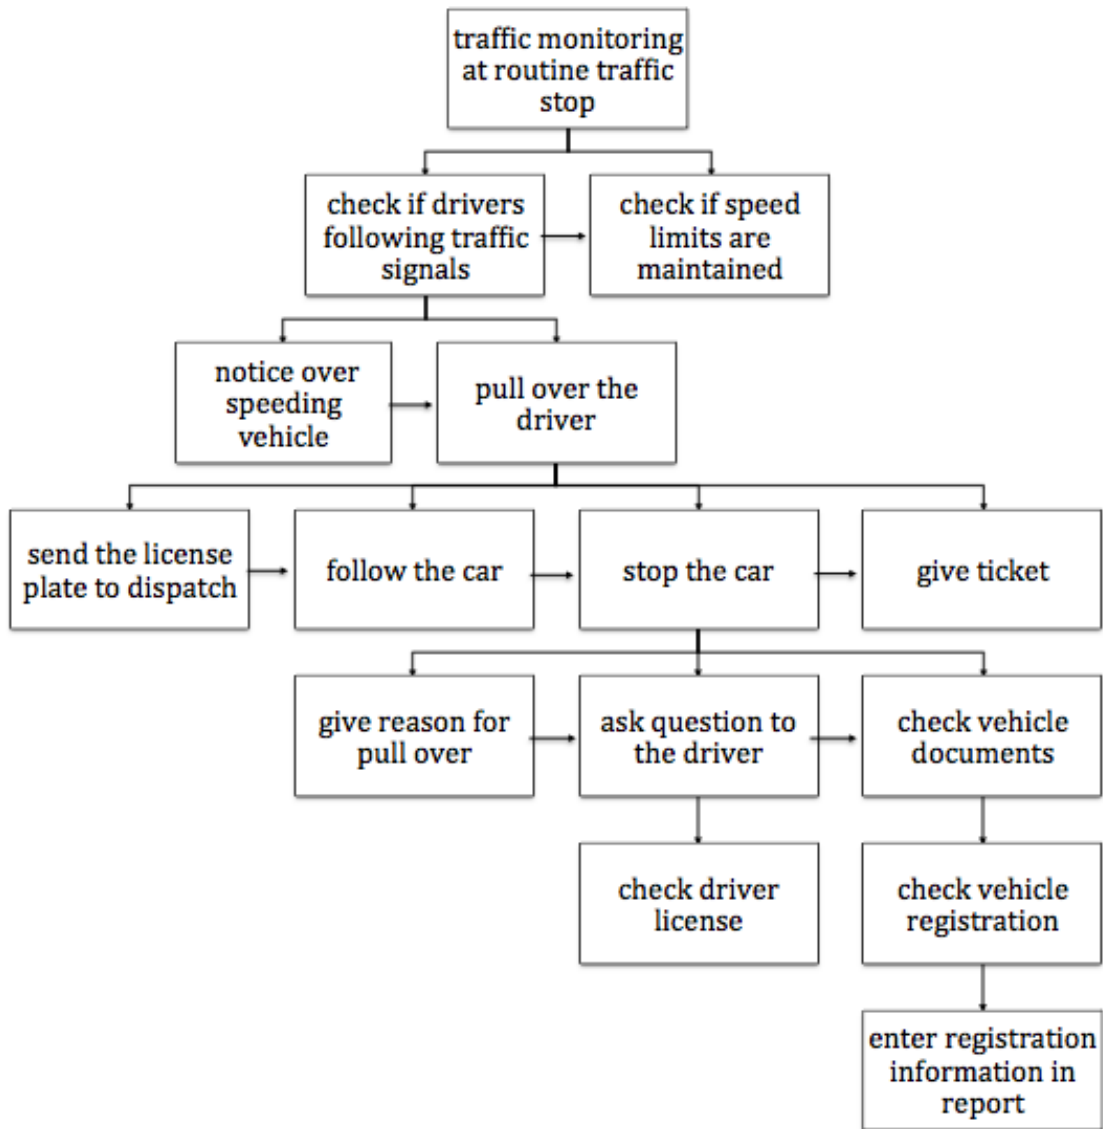 traffic monitoring
at routine traffic
stop
check if drivers
following traffic
signals
check if speed
limits are
maintained
notice over
speeding
vehicle
pull over the
driver
send the license
plate to dispatch
follow the car
stop the car
give ticket
give reason for
pull over
ask question to
the driver
check vehicle
documents
check driver
license
check vehicle
registration
enter registration
information in
report